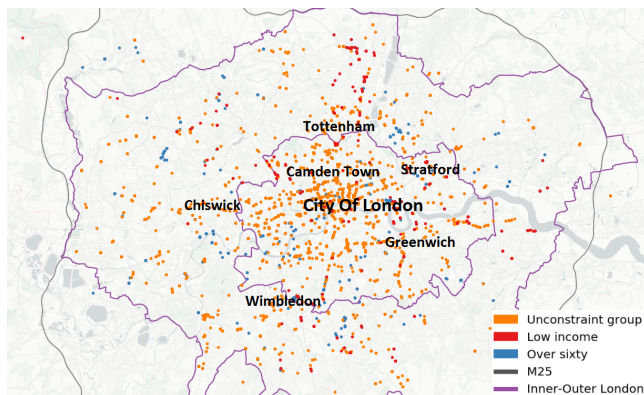 Tottenham
Camden Town
Stratford
Chiswick
City Of London
Greenwich
Wimbledon
Unconstraint group
Low income
Over sixty
M25
Inner-Outer London